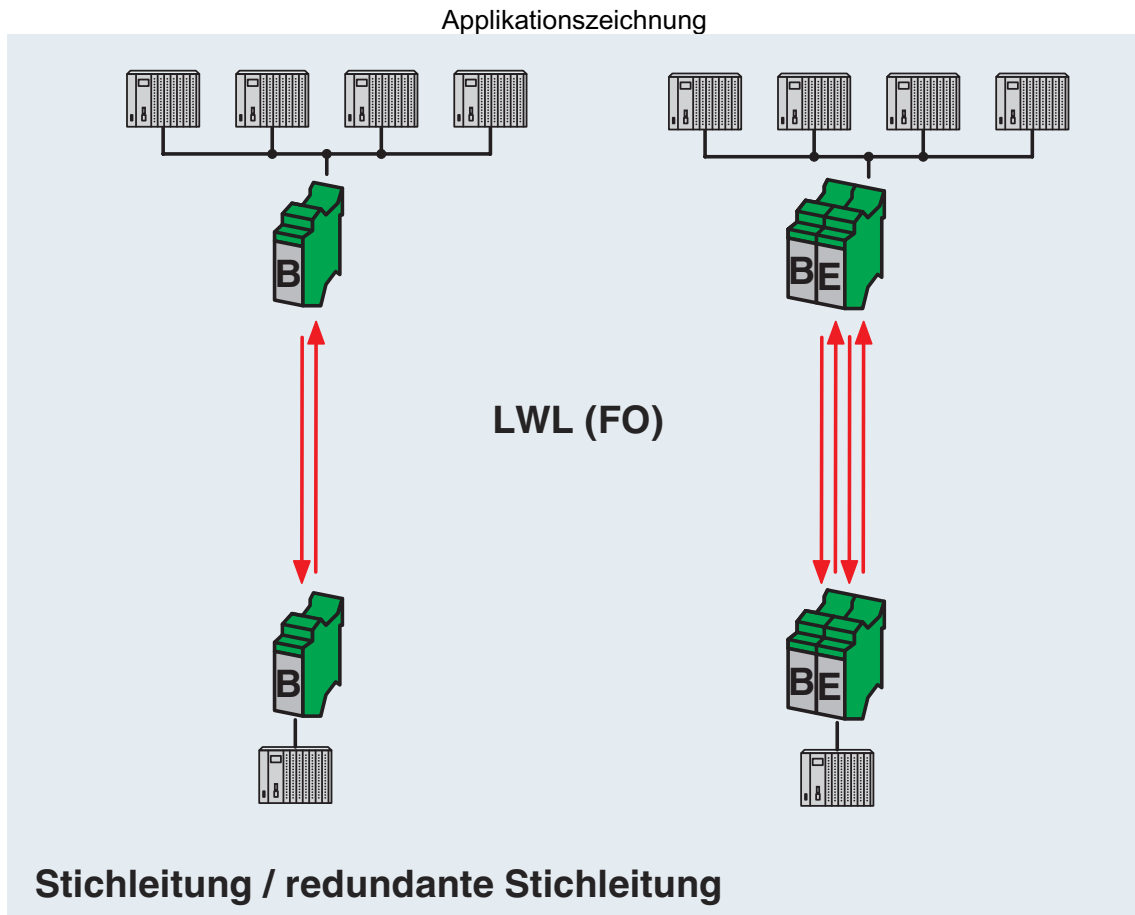 Applikationszeichnung
B
BE
LWL (FO)
B
BE
Stichleitung / redundante Stichleitung